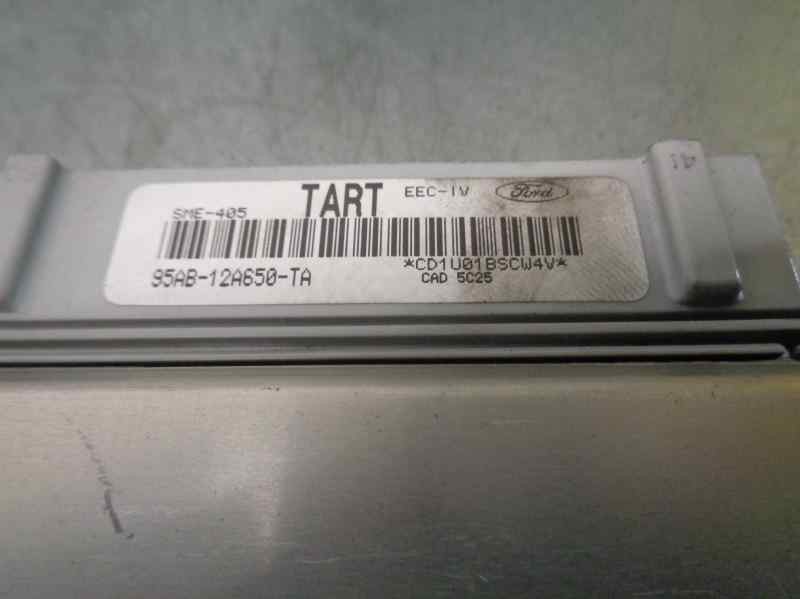 SME-405 TART EEC-IV Ford
*CD1U01BSCW4V*
95AB-12A650-TA CAD 5C25